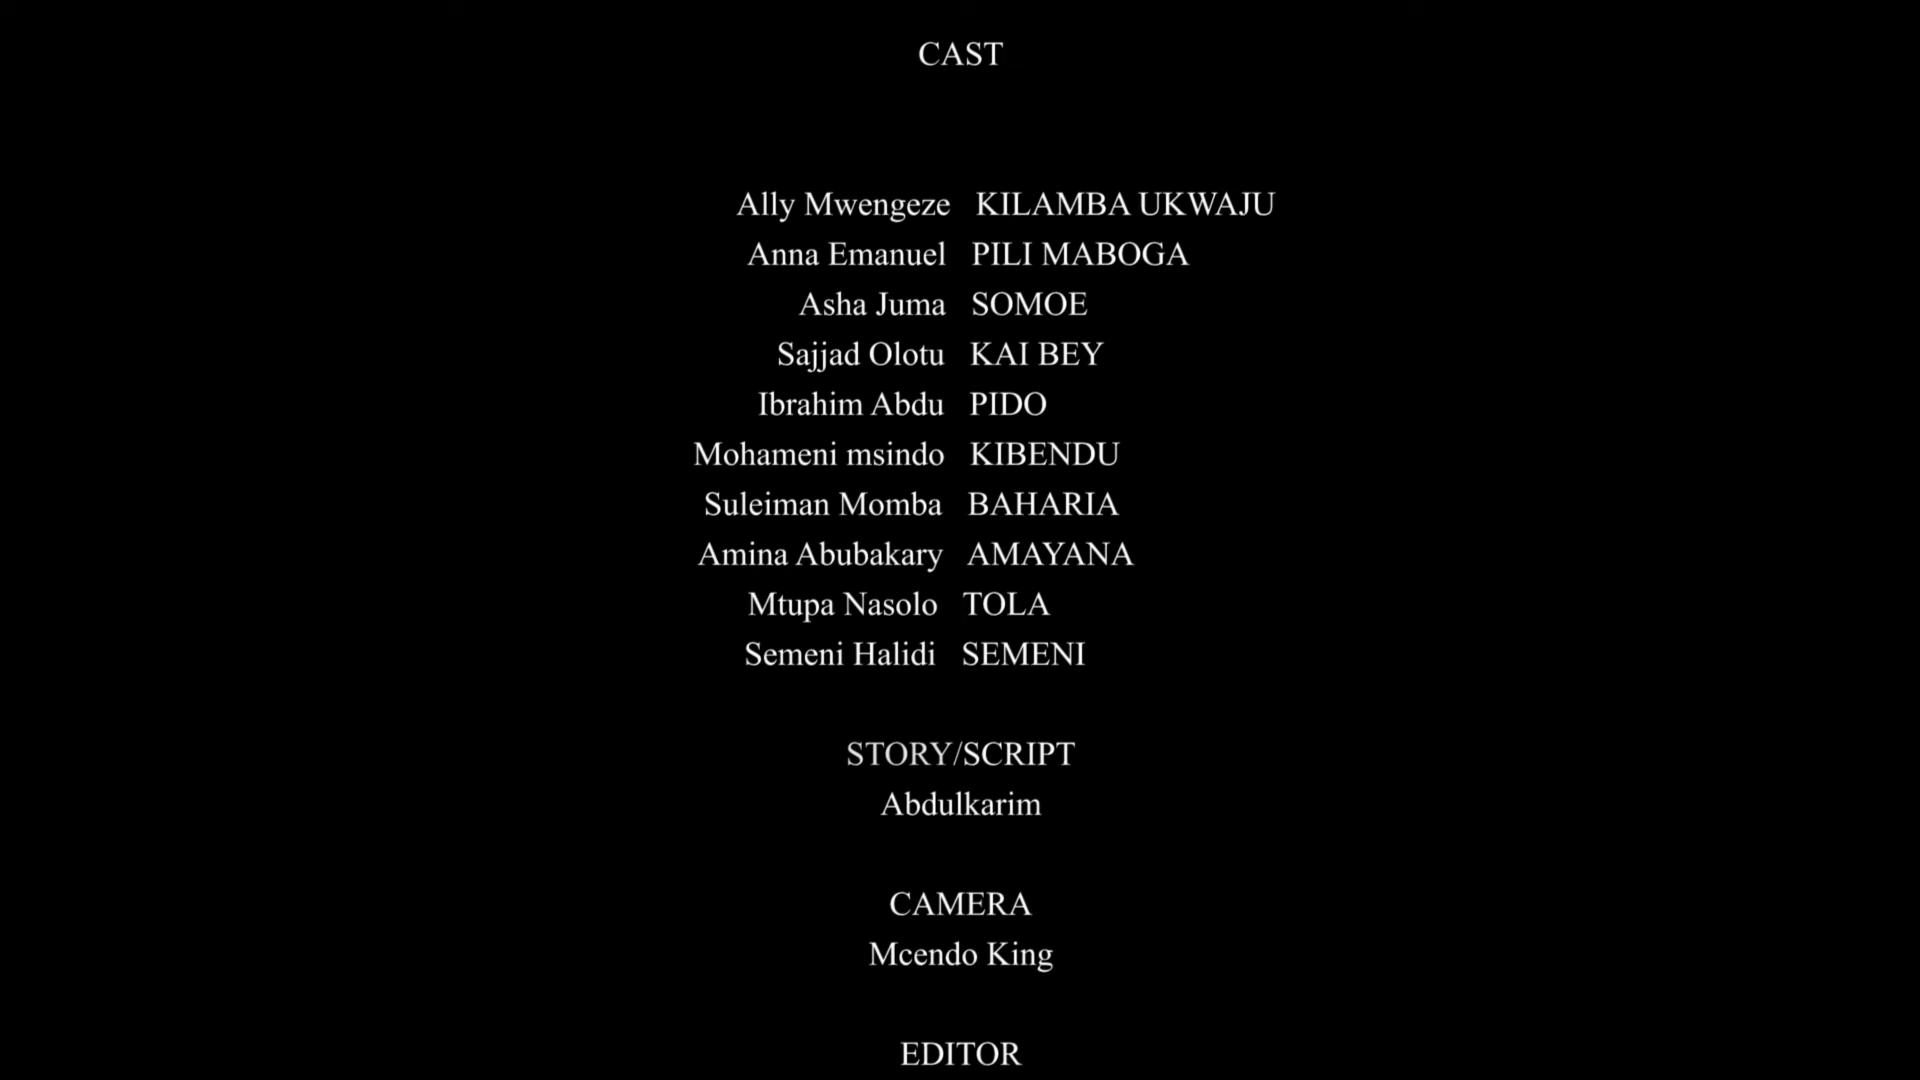 CAST
Ally Mwengeze KILAMBA UKWAJU
Anna Emanuel PILI MABOGA
Asha Juma SOMOE
Sajjad Olotu KAI BEY
Ibrahim Abdu PIDO
Mohameni msindo KIBENDU
Suleiman Momba BAHARIA
Amina Abubakary AMAYANA
Mtupa Nasolo TOLA
Semeni Halidi SEMENI
STORY/SCRIPT
Abdulkarim
CAMERA
Mcendo King
EDITOR